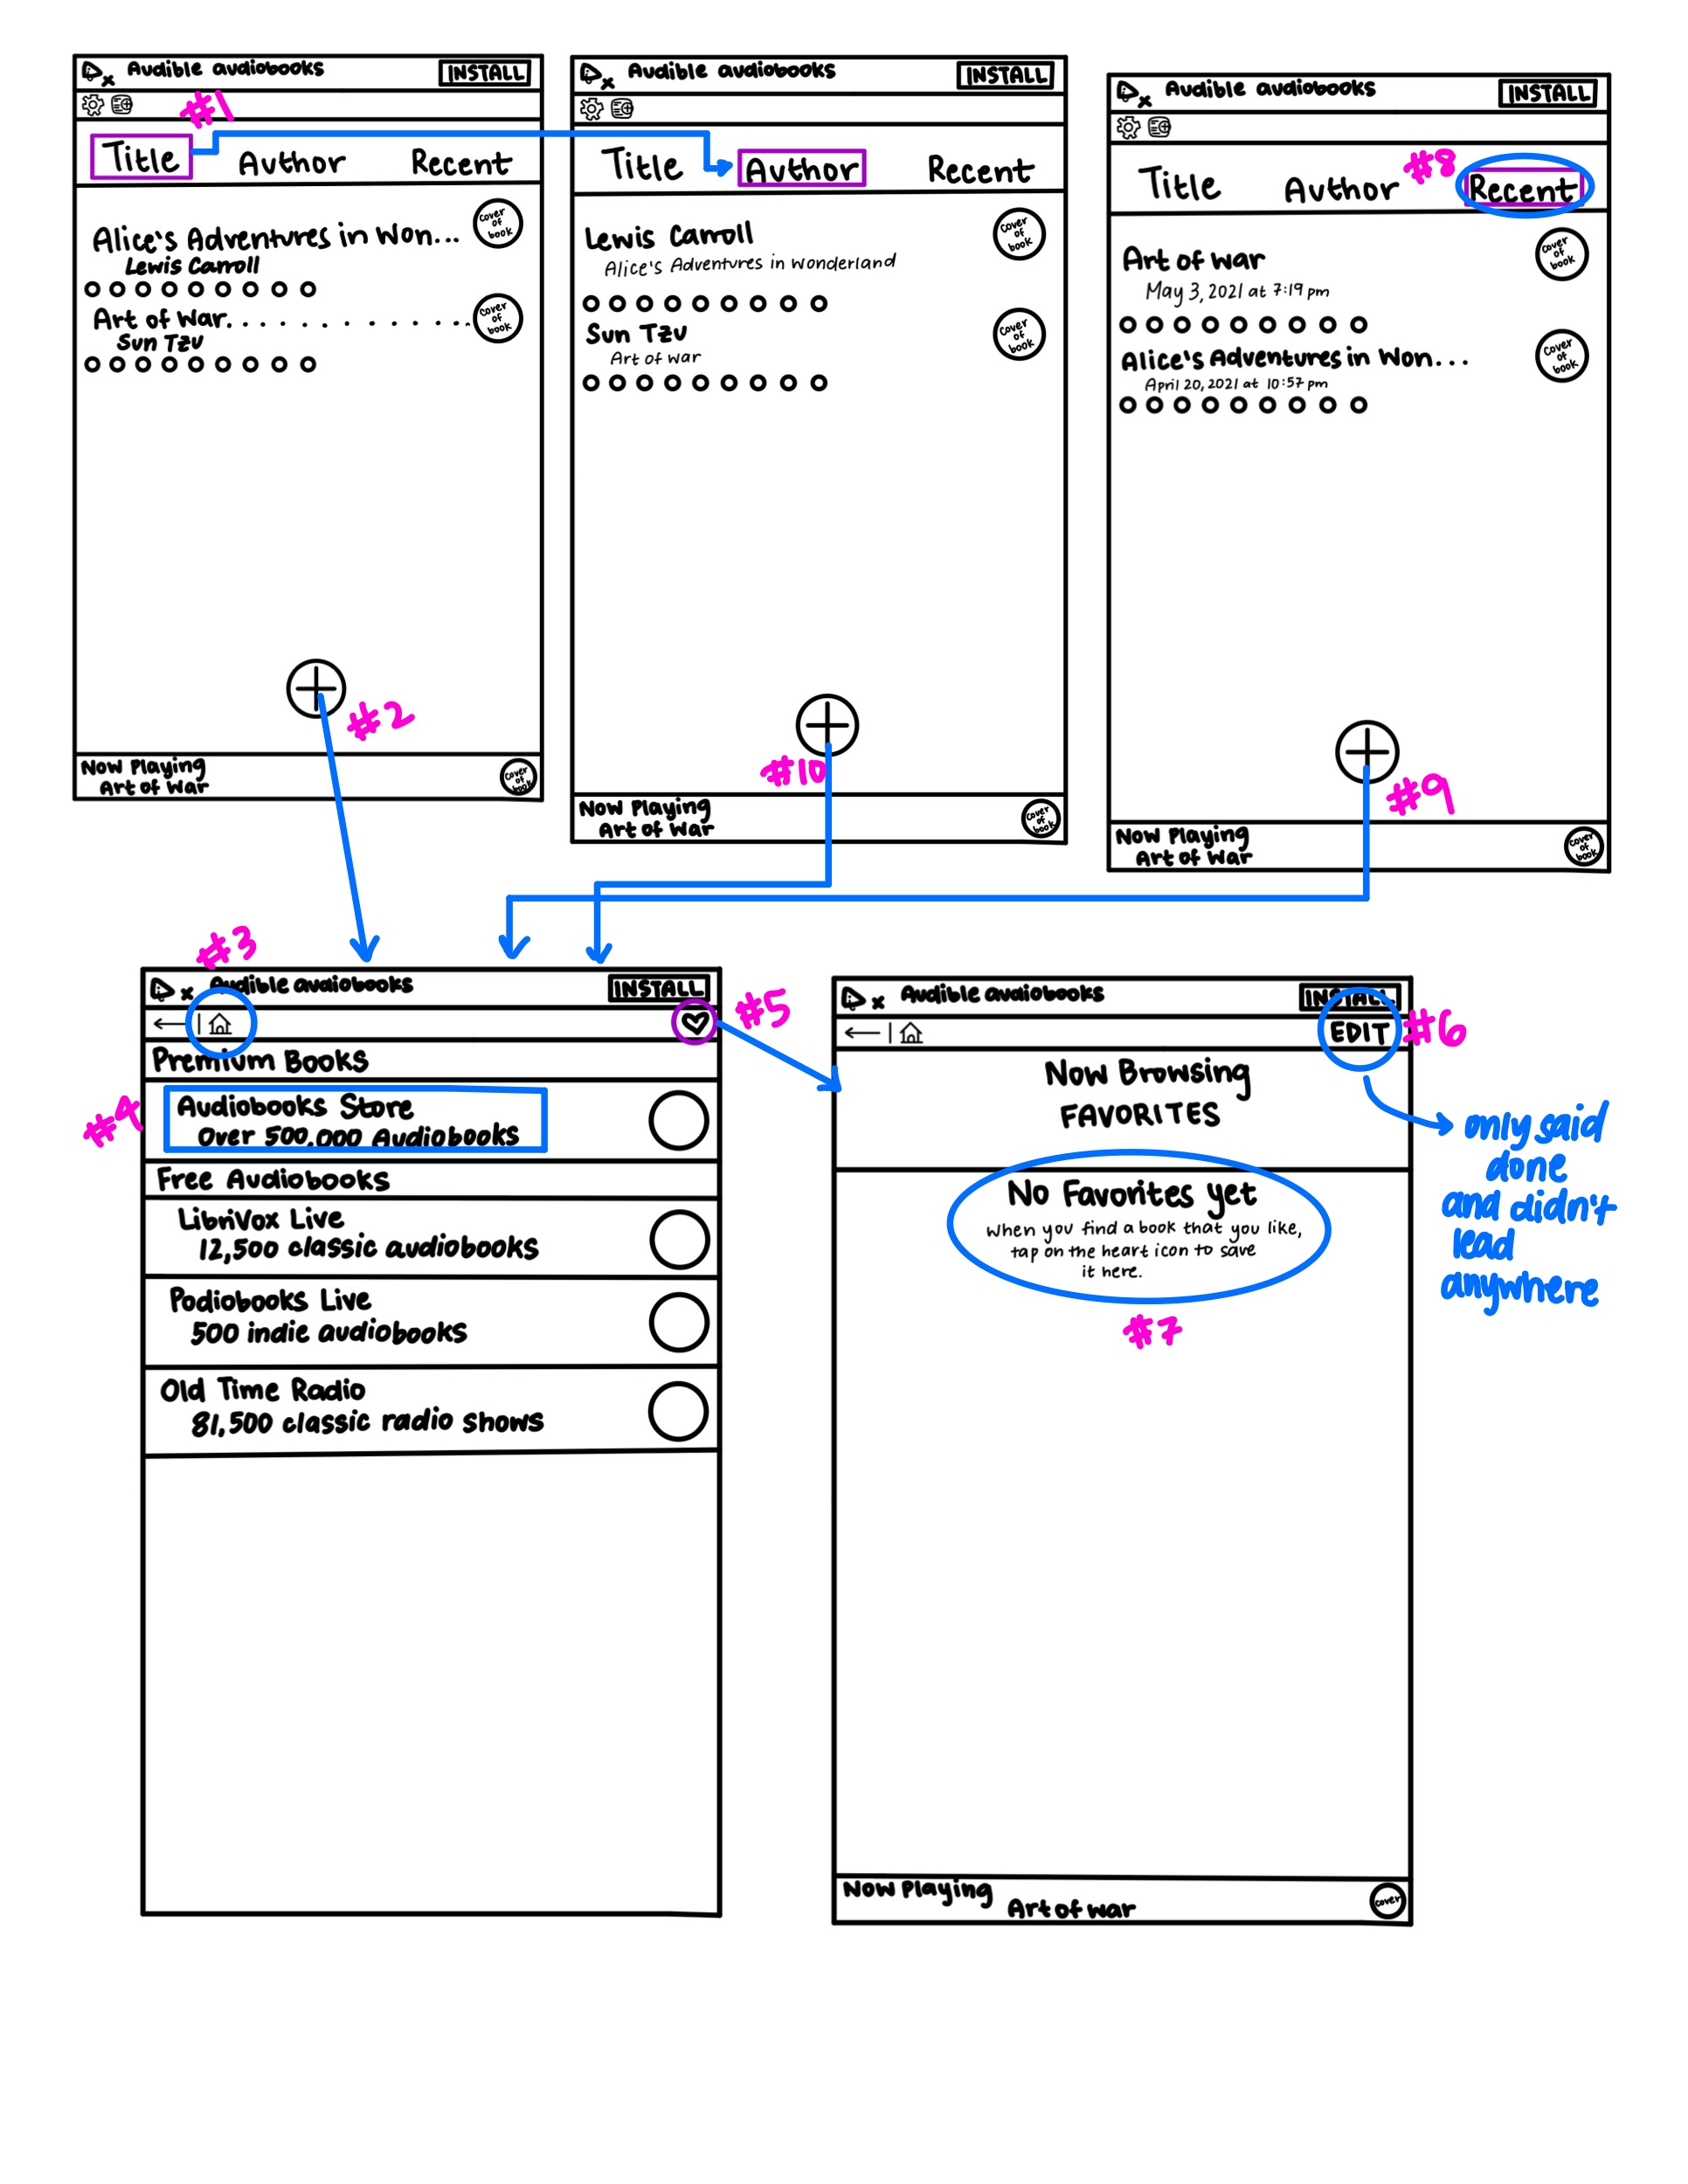 Audible audiobooks INSTALL
#1
Title Author Recent
Alice's Adventures in Won...
Lewis Carroll
Cover of book
Art of War. . . . . . . . . . . . .
Sun Tzu
Cover of book
#2
Now Playing
Art of War
Cover of book
Audible audiobooks INSTALL
Title Author Recent
Lewis Carroll
Alice's Adventures in Wonderland
Cover of book
Sun Tzu
Art of War
Cover of book
#10
Now Playing
Art of War
Cover of book
Audible audiobooks INSTALL
Title Author #8 Recent
Art of War
May 3, 2021 at 7:19 pm
Cover of book
Alice's Adventures in Won...
April 20, 2021 at 10:57 pm
Cover of book
#9
Now Playing
Art of War
Cover of book
#3
Audible audiobooks INSTALL
#5
Premium Books
#4
Audiobooks Store
Over 500,000 Audiobooks
Free Audiobooks
LibriVox Live
12,500 classic audiobooks
Podiobooks Live
500 indie audiobooks
Old Time Radio
81,500 classic radio shows
Audible audiobooks INSTALL
EDIT #6
Now Browsing
FAVORITES
only said
done
and didn't
lead
anywhere
No Favorites yet
When you find a book that you like,
tap on the heart icon to save
it here.
#7
Now Playing
Art of War
Cover